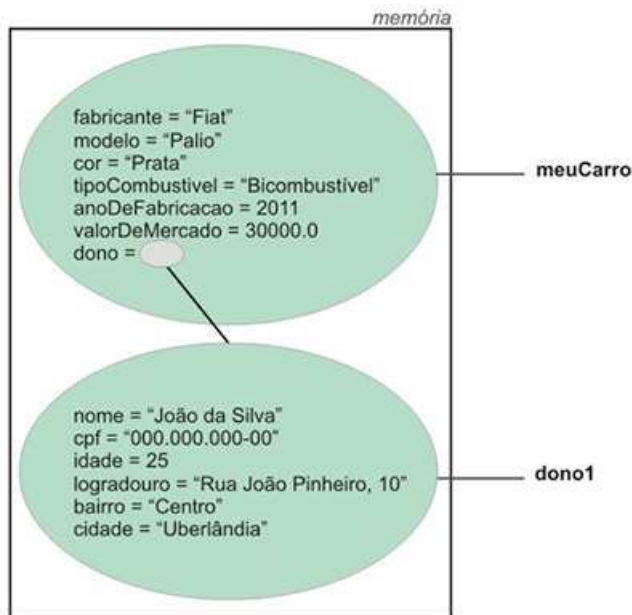 memória
fabricante = “Fiat”
modelo = “Palio”
cor = “Prata”
tipoCombustivel = “Bicombustível”
anoDeFabricacao = 2011
valorDeMercado = 30000.0
dono =
meuCarro
nome = “João da Silva”
cpf = “000.000.000-00”
idade = 25
logradouro = “Rua João Pinheiro, 10”
bairro = “Centro”
cidade = “Uberlândia”
dono1